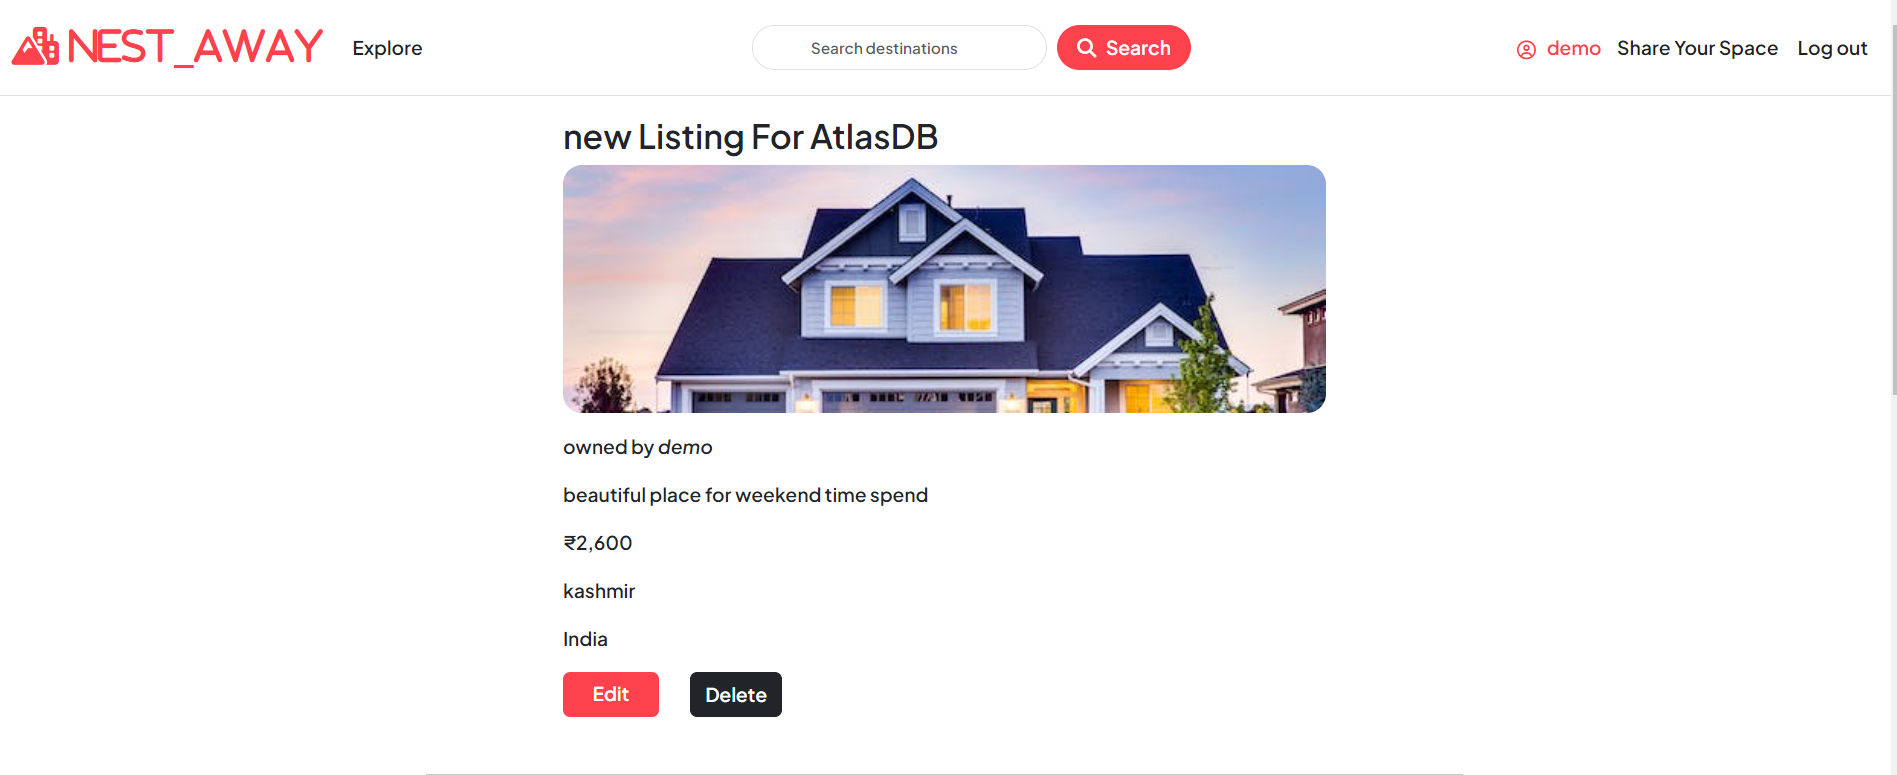 NEST_AWAY Explore Search destinations Search demo Share Your Space Log out
new Listing For AtlasDB
owned by demo
beautiful place for weekend time spend
₹2,600
kashmir
India
Edit Delete